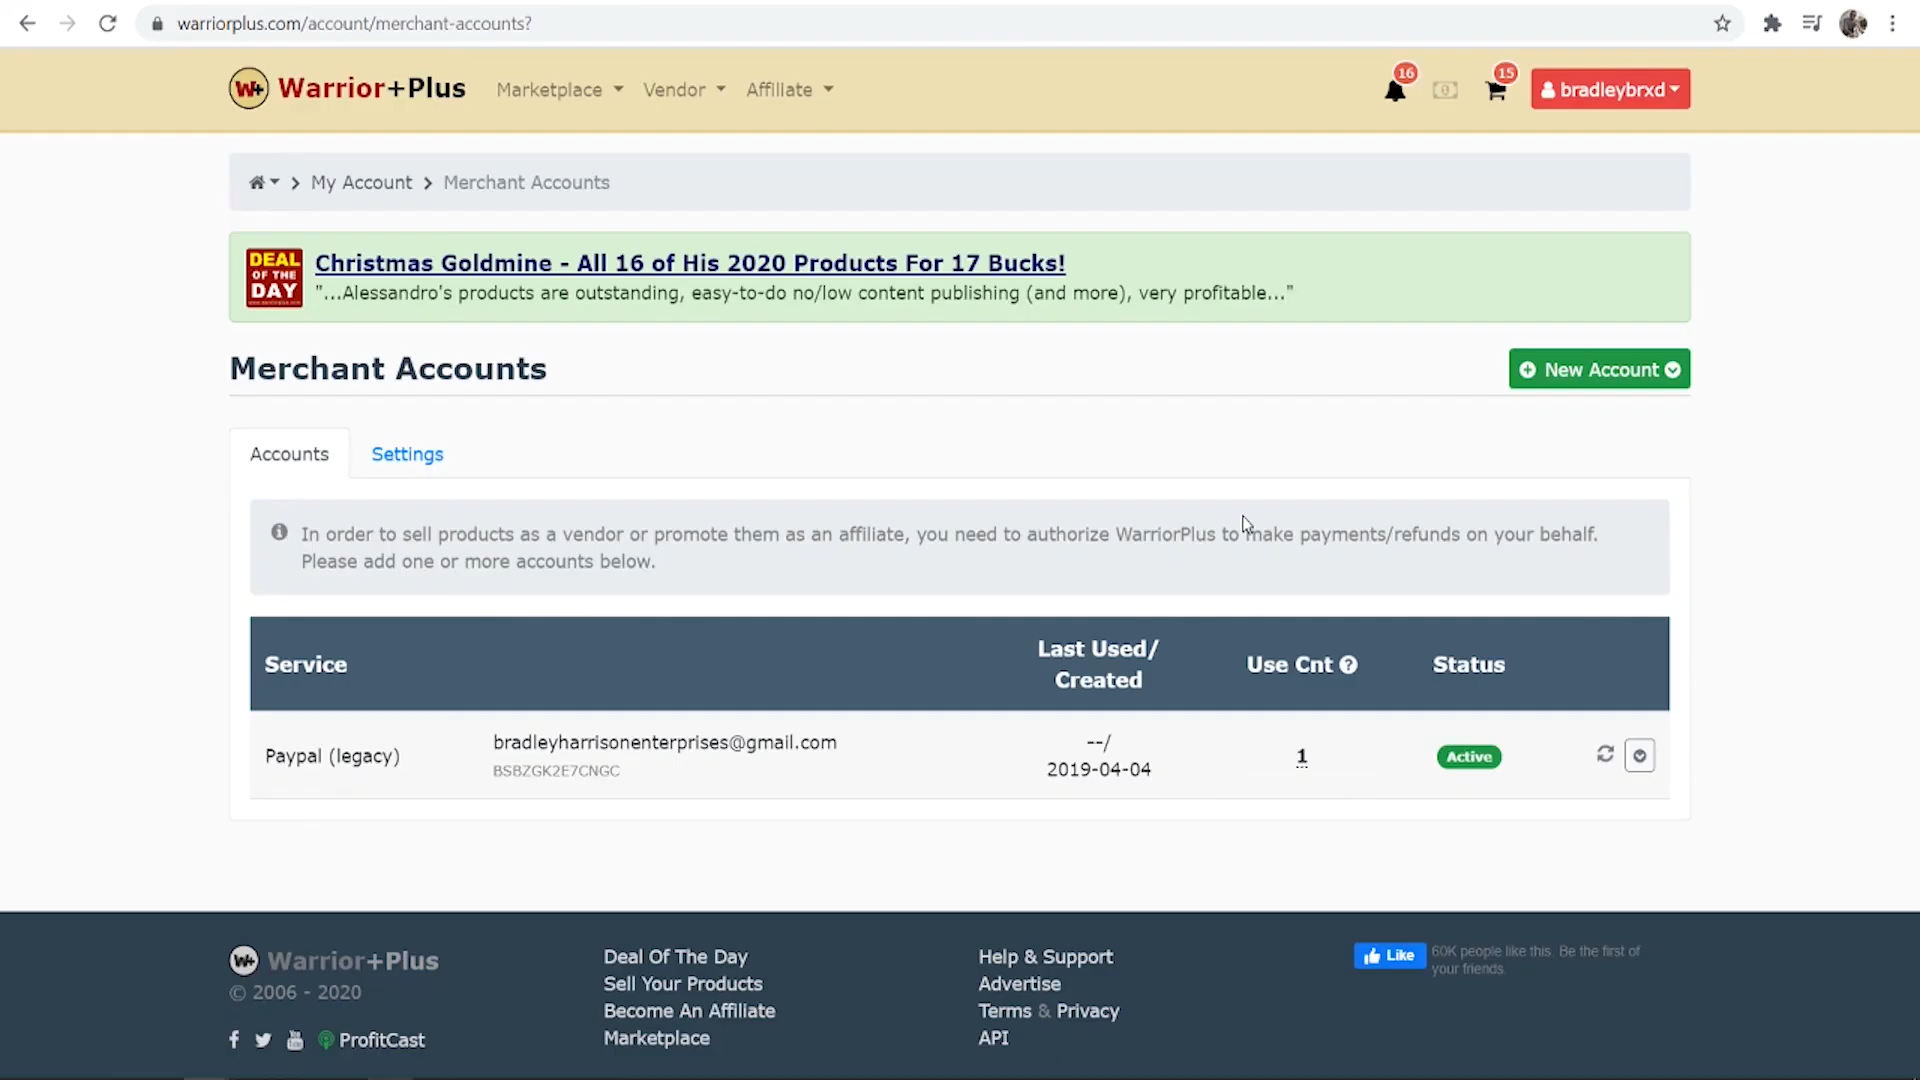 warriorplus.com/account/merchant-accounts?
W+ Warrior+Plus Marketplace Vendor Affiliate 16 0 15 bradleybrxd
My Account Merchant Accounts
DEAL OF THE DAY
Christmas Goldmine - All 16 of His 2020 Products For 17 Bucks!
"...Alessandro's products are outstanding, easy-to-do no/low content publishing (and more), very profitable..."
Merchant Accounts New Account
Accounts Settings
In order to sell products as a vendor or promote them as an affiliate, you need to authorize WarriorPlus to make payments/refunds on your behalf.
Please add one or more accounts below.
Service Last Used/ Created Use Cnt ? Status
Paypal (legacy) bradleyharrisonenterprises@gmail.com --/ 1 Active
BSBZGK2E7CNGC 2019-04-04
W+ Warrior+Plus
© 2006 - 2020
ProfitCast
Deal Of The Day
Sell Your Products
Become An Affiliate
Marketplace
Help & Support
Advertise
Terms & Privacy
API
Like 60K people like this. Be the first of
your friends.